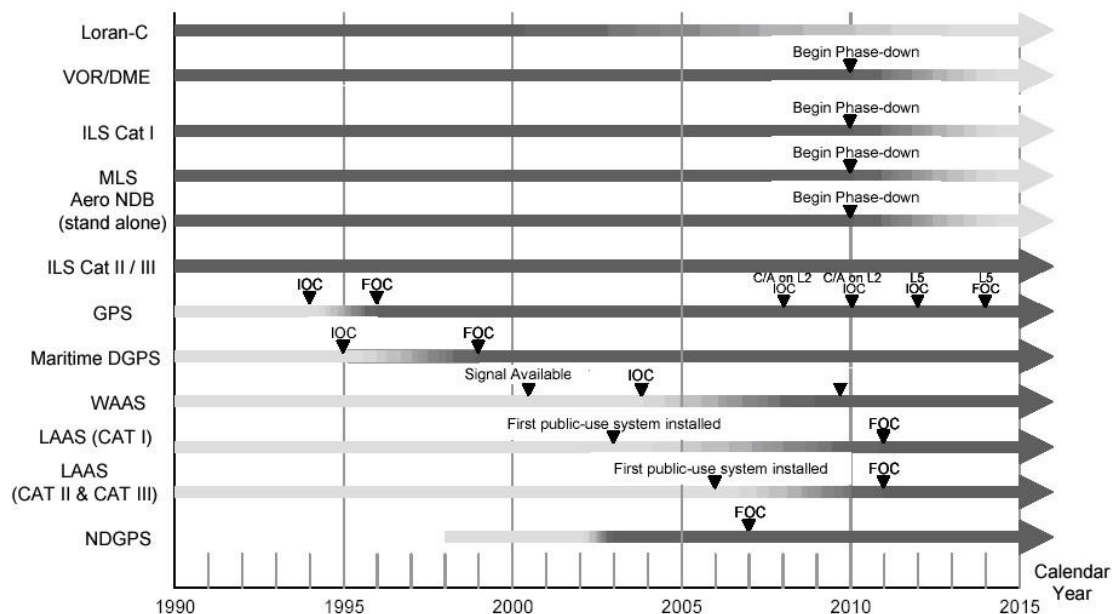 Loran-C
Begin Phase-down
VOR/DME
Begin Phase-down
ILS Cat I
Begin Phase-down
MLS
Aero NDB
Begin Phase-down
(stand alone)
ILS Cat II / III
C/A on L2 C/A on L2 L5 L5
IOC FOC IOC IOC IOC FOC
GPS
IOC FOC
Maritime DGPS
Signal Available IOC
WAAS
First public-use system installed FOC
LAAS (CAT I)
LAAS
First public-use system installed FOC
(CAT II & CAT III)
FOC
NDGPS
Calendar
Year
1990 1995 2000 2005 2010 2015